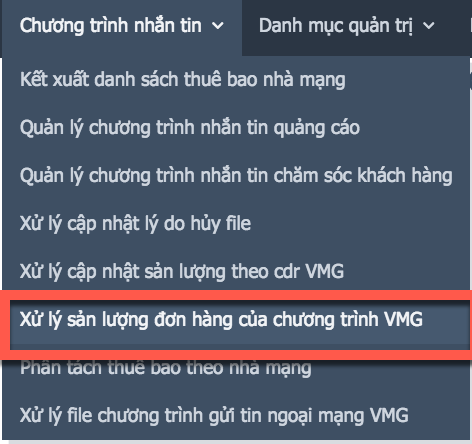 Chương trình nhắn tin Danh mục quản trị
Kết xuất danh sách thuê bao nhà mạng
Quản lý chương trình nhắn tin quảng cáo
Quản lý chương trình nhắn tin chăm sóc khách hàng
Xử lý cập nhật lý do hủy file
Xử lý cập nhật sản lượng theo cdr VMG
Xử lý sản lượng đơn hàng của chương trình VMG
Phân tách thuê bao theo nhà mạng
Xử lý file chương trình gửi tin ngoại mạng VMG